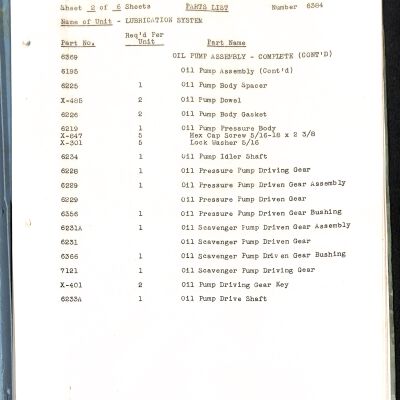 Sheet 2 of 6 Sheets PARTS LIST Number 6384
Name of Unit - LUBRICATION SYSTEM
Req'd Per
Part No. Unit Part Name
6369 OIL PUMP ASSEMBLY - COMPLETE (CONT'D)
6195 Oil Pump Assembly (Cont'd)
6225 1 Oil Pump Body Spacer
X-485 2 Oil Pump Dowel
6226 2 Oil Pump Body Gasket
6219 1 Oil Pump Pressure Body
X-847 5 Hex Cap Screw 5/16-18 x 2 3/8
X-301 5 Lock Washer 5/16
6234 1 Oil Pump Idler Shaft
6228 1 Oil Pressure Pump Driving Gear
6229 1 Oil Pressure Pump Driven Gear Assembly
6229 Oil Pressure Pump Driven Gear
6356 1 Oil Pressure Pump Driven Gear Bushing
6231A 1 Oil Scavenger Pump Driven Gear Assembly
6231 Oil Scavenger Pump Driven Gear
6366 1 Oil Scavenger Pump Driven Gear Bushing
7121 1 Oil Scavenger Pump Driving Gear
X-401 2 Oil Pump Driving Gear Key
6233A 1 Oil Pump Drive Shaft